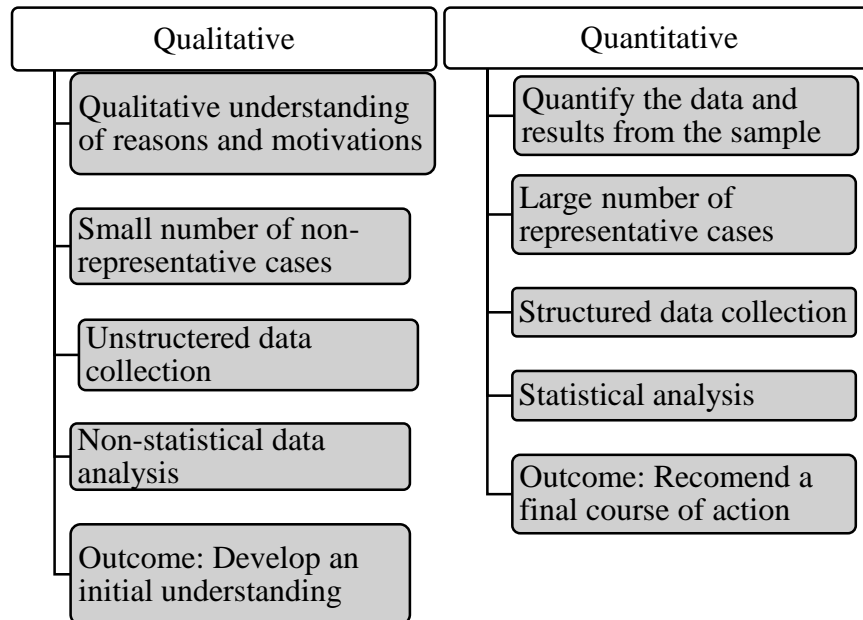 Qualitative
Qualitative understanding
of reasons and motivations
Small number of non-
representative cases
Unstructered data
collection
Non-statistical data
analysis
Outcome: Develop an
initial understanding
Quantitative
Quantify the data and
results from the sample
Large number of
representative cases
Structured data collection
Statistical analysis
Outcome: Recomend a
final course of action